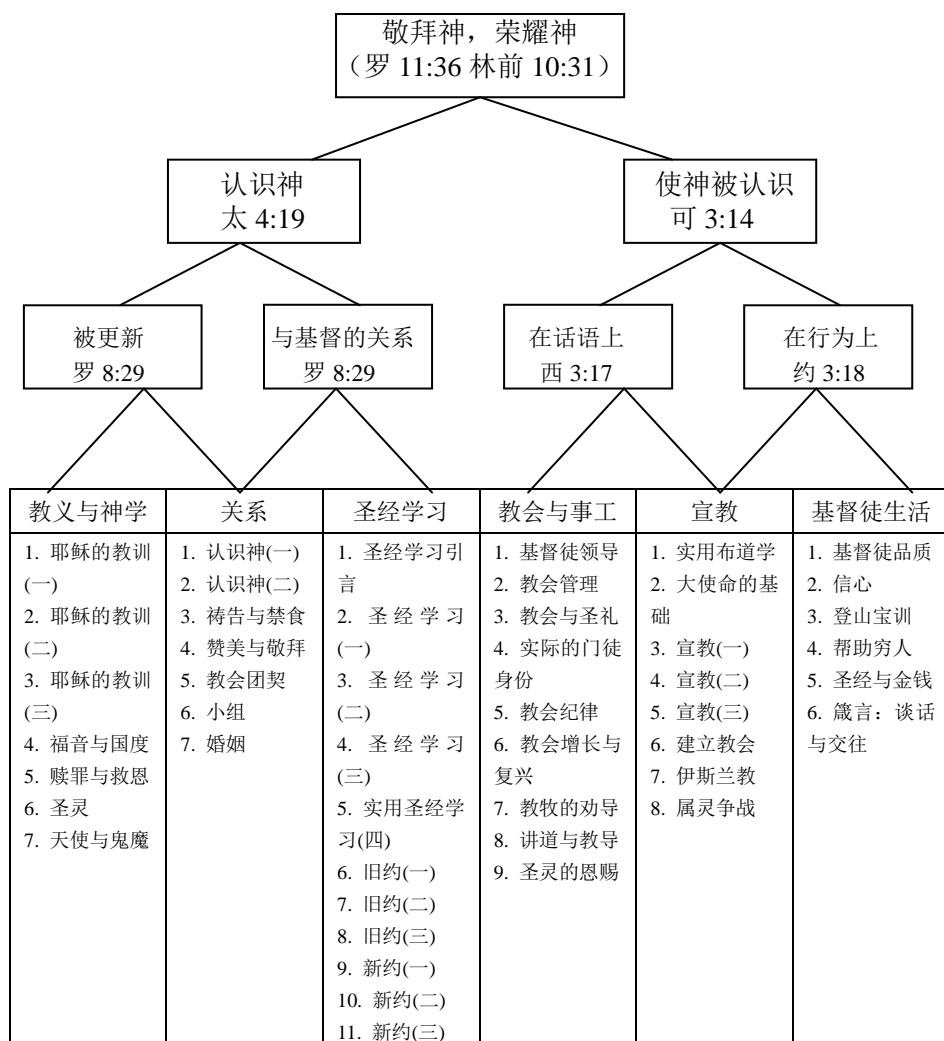 敬拜神，荣耀神
（罗 11:36 林前 10:31）
认识神
太 4:19
使神被认识
可 3:14
被更新
罗 8:29
与基督的关系
罗 8:29
在话语上
西 3:17
在行为上
约 3:18
教义与神学
1. 耶稣的教训
(一)
2. 耶稣的教训
(二)
3. 耶稣的教训
(三)
4. 福音与国度
5. 赎罪与救恩
6. 圣灵
7. 天使与鬼魔
关系
1. 认识神(一)
2. 认识神(二)
3. 祷告与禁食
4. 赞美与敬拜
5. 教会团契
6. 小组
7. 婚姻
圣经学习
1. 圣经学习引
言
2. 圣经学习
(一)
3. 圣经学习
(二)
4. 圣经学习
(三)
5. 实用圣经学
习(四)
6. 旧约(一)
7. 旧约(二)
8. 旧约(三)
9. 新约(一)
10. 新约(二)
11. 新约(三)
教会与事工
1. 基督徒领导
2. 教会管理
3. 教会与圣礼
4. 实际的门徒
身份
5. 教会纪律
6. 教会增长与
复兴
7. 教牧的劝导
8. 讲道与教导
9. 圣灵的恩赐
宣教
1. 实用布道学
2. 大使命的基
础
3. 宣教(一)
4. 宣教(二)
5. 宣教(三)
6. 建立教会
7. 伊斯兰教
8. 属灵争战
基督徒生活
1. 基督徒品质
2. 信心
3. 登山宝训
4. 帮助穷人
5. 圣经与金钱
6. 箴言：谈话
与交往